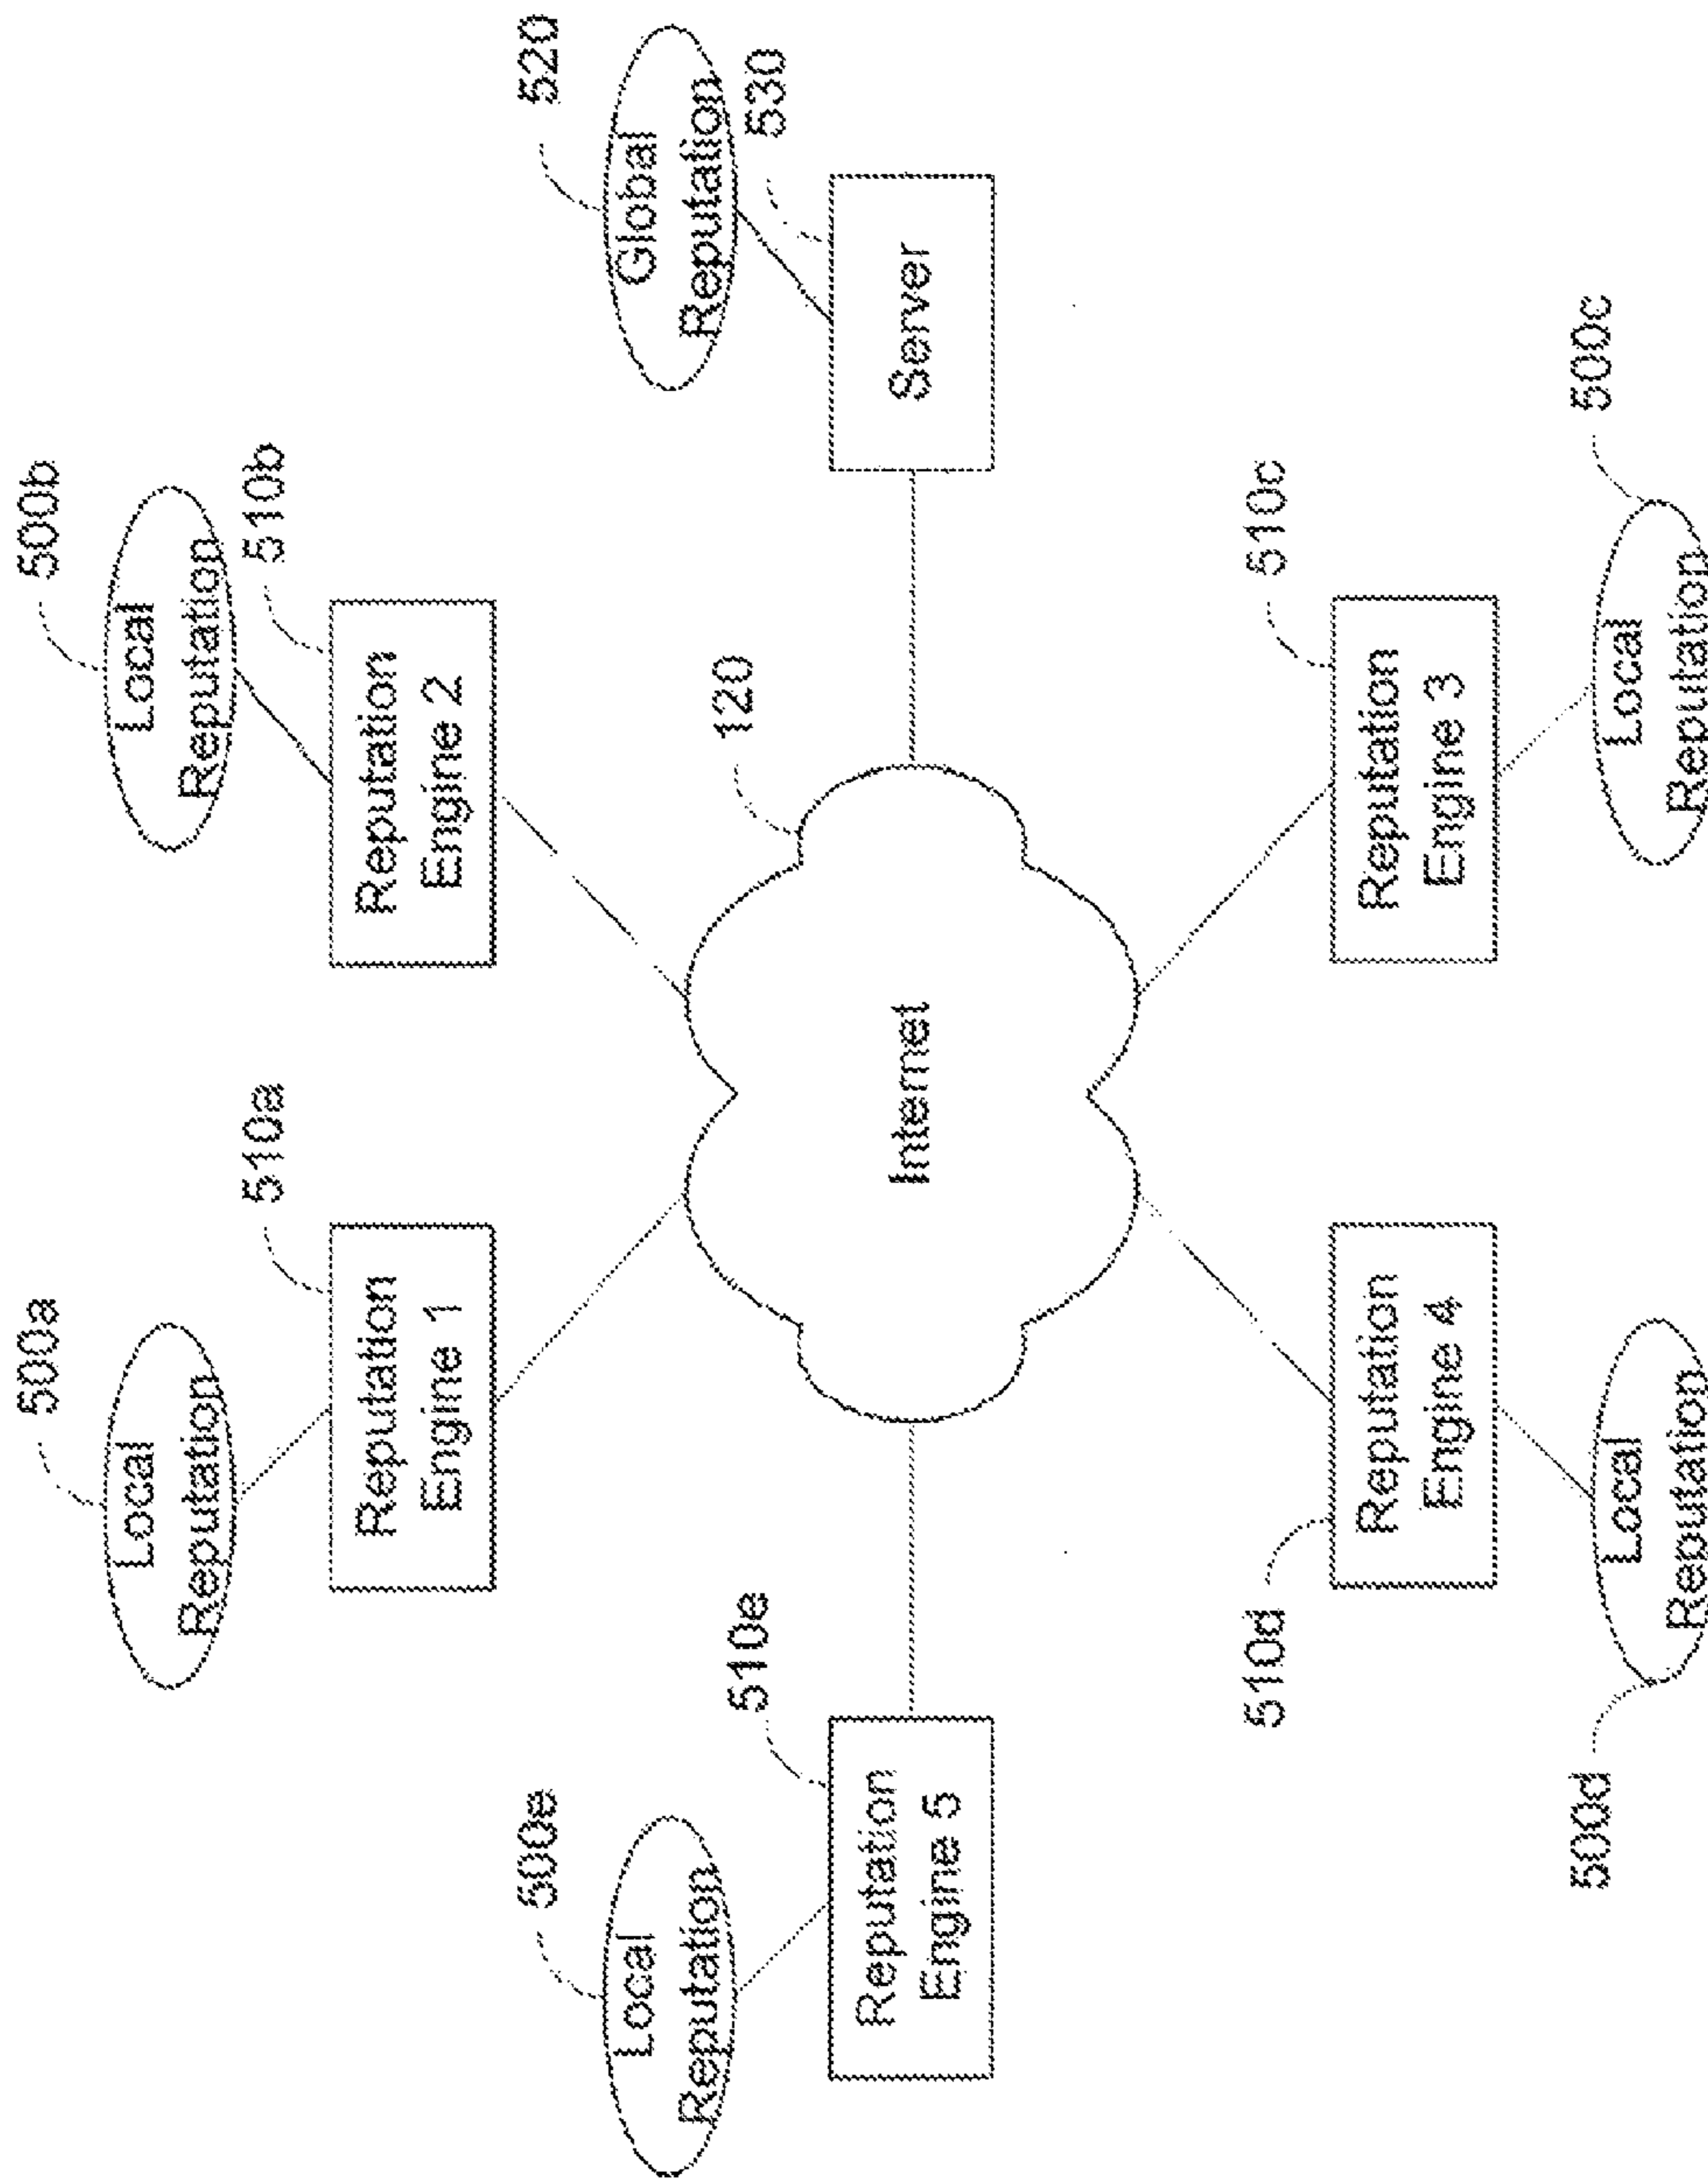 500a
Local
Reputation
510a
Reputation
Engine 1
500b
Local
Reputation
510b
Reputation
Engine 2
500e
Local
Reputation
510e
Reputation
Engine 5
120
Internet
520
Global
Reputation
530
Server
510d
Reputation
Engine 4
500d
Local
Reputation
510c
Reputation
Engine 3
500c
Local
Reputation